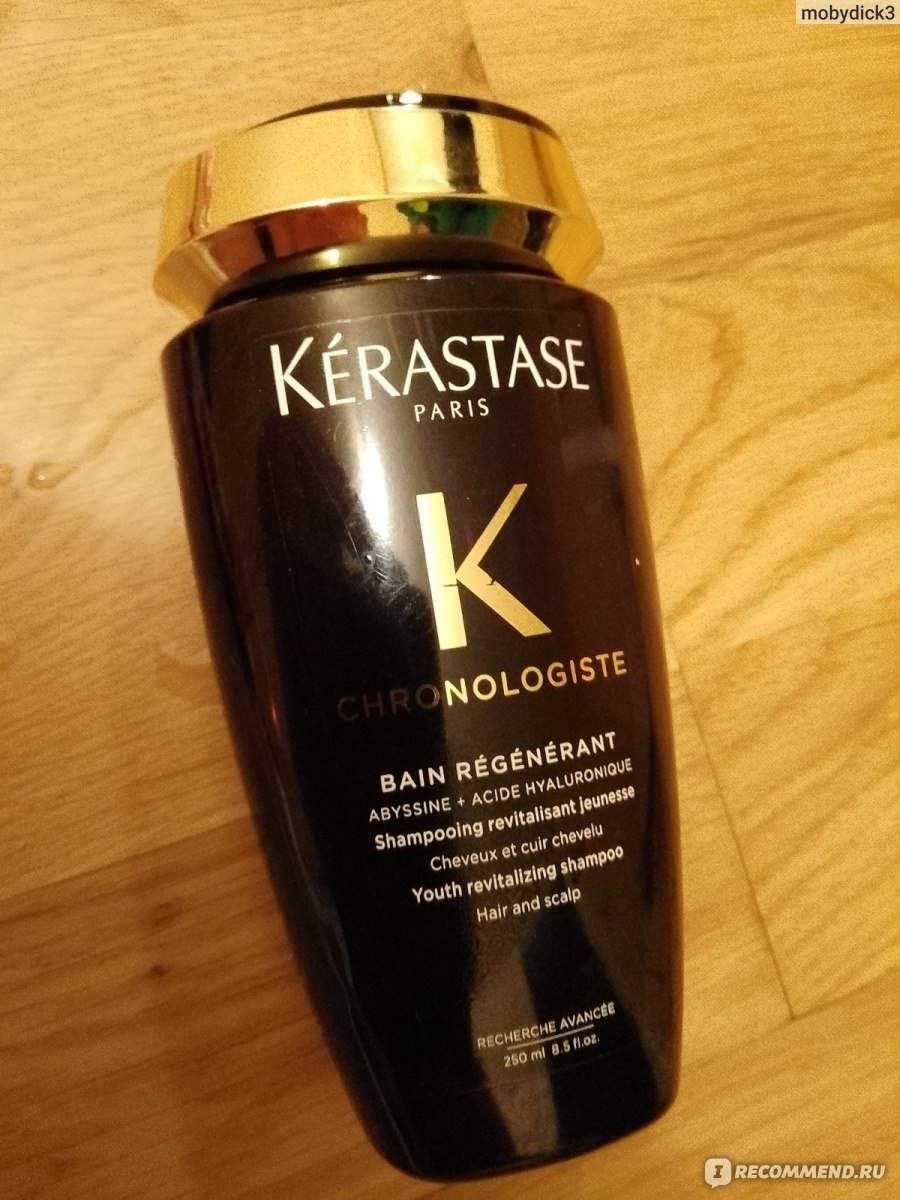 mobydick3
KÉRASTASE
PARIS
K
CHRONOLOGISTE
BAIN RÉGÉNÉRANT
ABYSSINE + ACIDE HYALURONIQUE
Shampooing revitalisant jeunesse
Cheveux et cuir chevelu
Youth revitalizing shampoo
Hair and scalp
RECHERCHE AVANCÉE
250 ml 8.5 fl.oz.
IRECOMMEND.RU